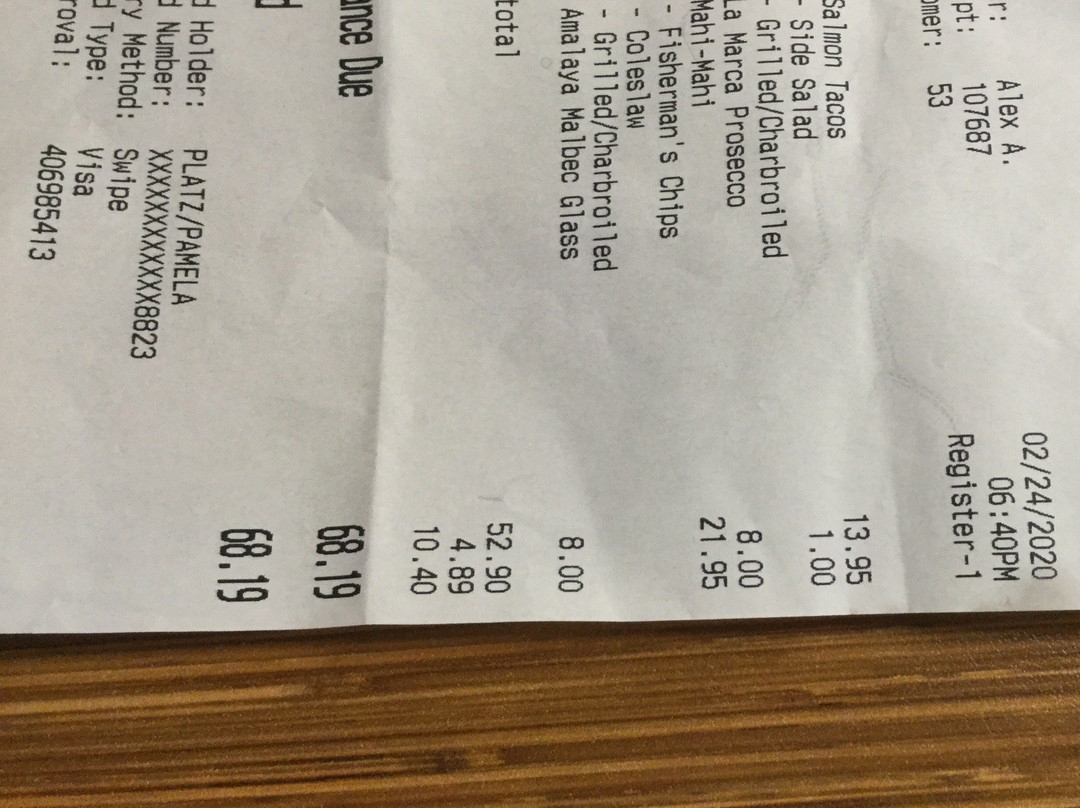 r: Alex A. 02/24/2020
pt: 107687 06:40PM
omer: 53 Register-1
Salmon Tacos 13.95
- Side Salad 1.00
- Grilled/Charbroiled
La Marca Prosecco 8.00
Mahi-Mahi 21.95
- Fisherman's Chips
- Coleslaw
- Grilled/Charbroiled
Amalaya Malbec Glass 8.00
total 52.90
4.89
10.40
ance Due 68.19
d 68.19
d Holder: PLATZ/PAMELA
d Number: XXXXXXXXXXXX8823
ry Method: Swipe
d Type: Visa
roval: 406985413